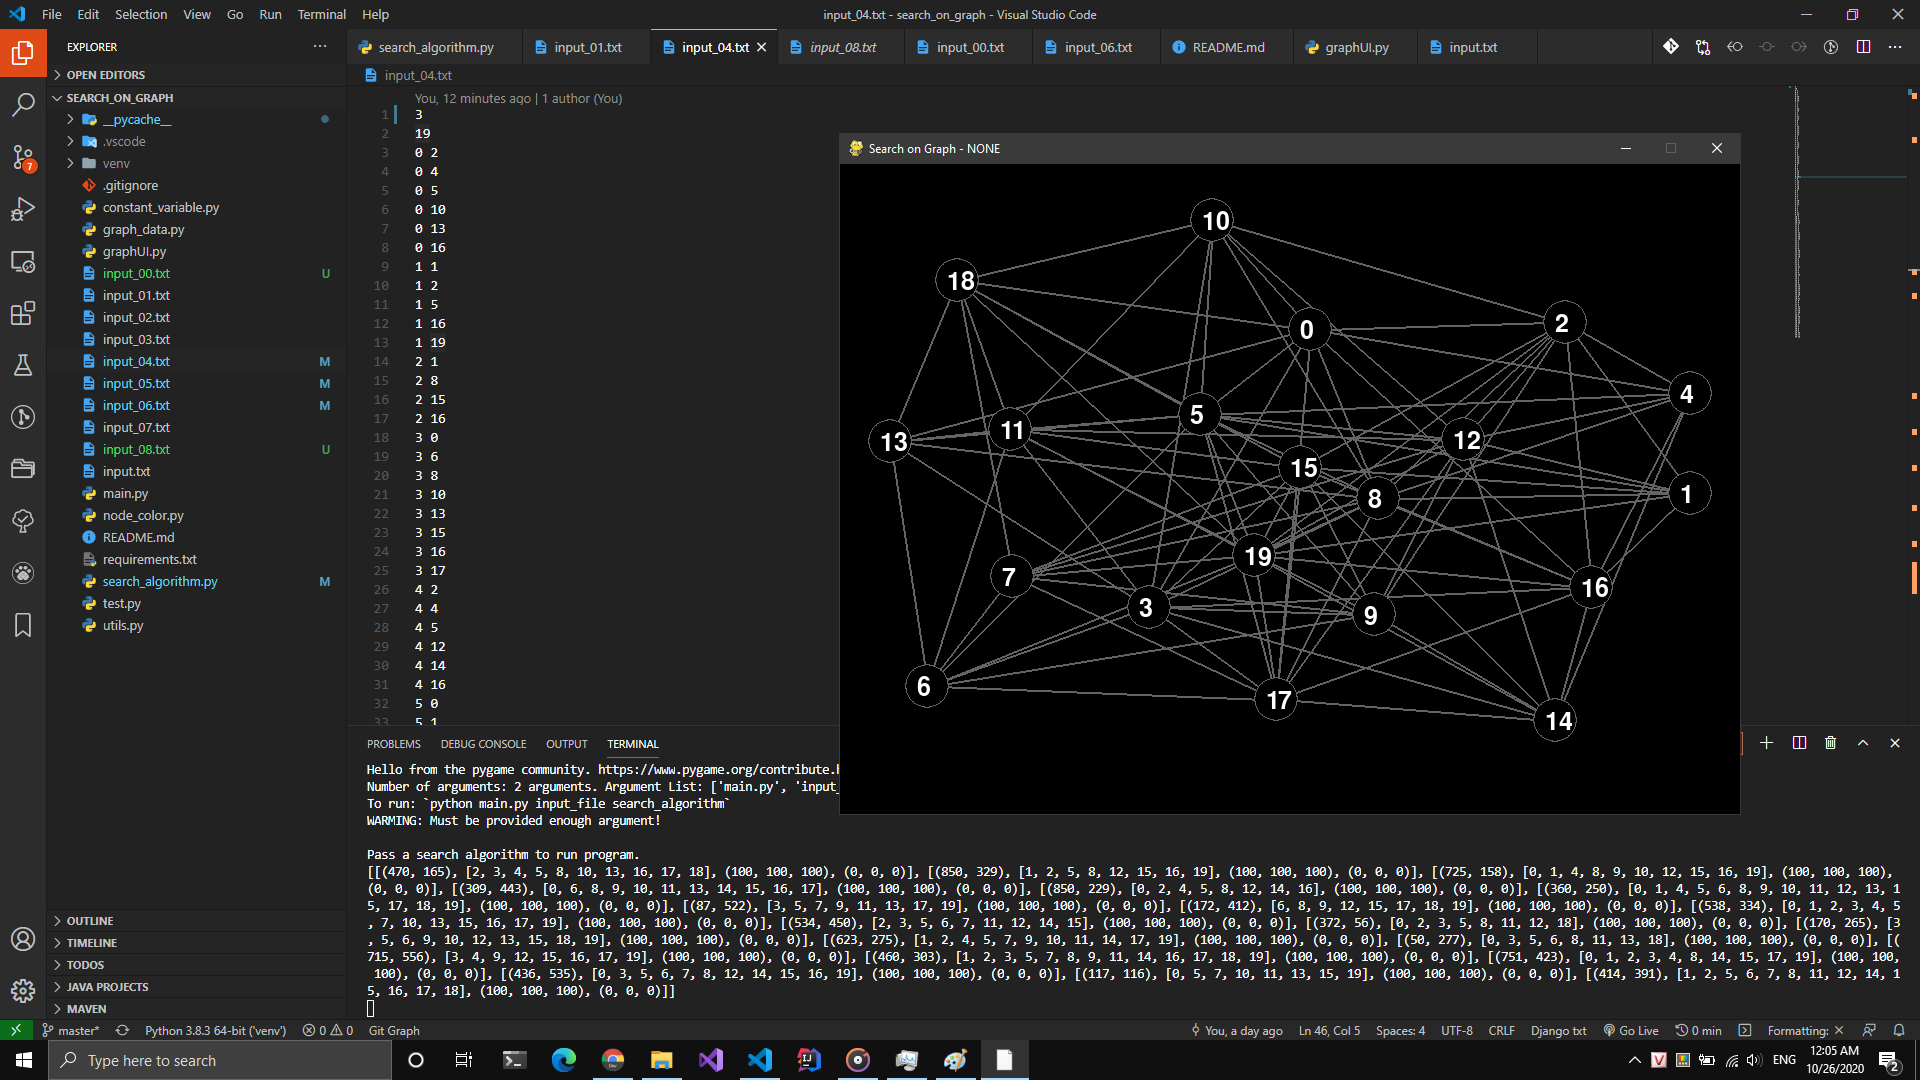 File Edit Selection View Go Run Terminal Help
input_04.txt - search_on_graph - Visual Studio Code
EXPLORER
search_algorithm.py
input_01.txt
input_04.txt
input_08.txt
input_00.txt
input_06.txt
README.md
graphUI.py
input.txt
OPEN EDITORS
SEARCH_ON_GRAPH
__pycache__
.vscode
venv
.gitignore
constant_variable.py
graph_data.py
graphUI.py
input_00.txt U
input_01.txt
input_02.txt
input_03.txt
input_04.txt M
input_05.txt M
input_06.txt M
input_07.txt
input_08.txt U
input.txt
main.py
node_color.py
README.md
requirements.txt
search_algorithm.py M
test.py
utils.py
OUTLINE
TIMELINE
TODOS
JAVA PROJECTS
MAVEN
7
input_04.txt
You, 12 minutes ago | 1 author (You)
1 3
2 19
3 0 2
4 0 4
5 0 5
6 0 10
7 0 13
8 0 16
9 1 1
10 1 2
11 1 5
12 1 16
13 1 19
14 2 1
15 2 8
16 2 15
17 2 16
18 3 0
19 3 6
20 3 8
21 3 10
22 3 13
23 3 15
24 3 16
25 3 17
26 4 2
27 4 4
28 4 5
29 4 12
30 4 14
31 4 16
32 5 0
33 5 1
Search on Graph - NONE
10
18
0
2
4
5
11
12
13
15
8
1
19
7
16
3
9
6
17
14
PROBLEMS DEBUG CONSOLE OUTPUT TERMINAL
Hello from the pygame community. https://www.pygame.org/contribute.h
Number of arguments: 2 arguments. Argument List: ['main.py', 'input_
To run: `python main.py input_file search_algorithm`
WARMING: Must be provided enough argument!
Pass a search algorithm to run program.
[[(470, 165), [2, 3, 4, 5, 8, 10, 13, 16, 17, 18], (100, 100, 100), (0, 0, 0)], [(850, 329), [1, 2, 5, 8, 12, 15, 16, 19], (100, 100, 100), (0, 0, 0)], [(725, 158), [0, 1, 4, 8, 9, 10, 12, 15, 16, 19], (100, 100, 100),
(0, 0, 0)], [(309, 443), [0, 6, 8, 9, 10, 11, 13, 14, 15, 16, 17], (100, 100, 100), (0, 0, 0)], [(850, 229), [0, 2, 4, 5, 8, 12, 14, 16], (100, 100, 100), (0, 0, 0)], [(360, 250), [0, 1, 4, 5, 6, 8, 9, 10, 11, 12, 13, 1
5, 17, 18, 19], (100, 100, 100), (0, 0, 0)], [(87, 522), [3, 5, 7, 9, 11, 13, 17, 19], (100, 100, 100), (0, 0, 0)], [(172, 412), [6, 8, 9, 12, 15, 17, 18, 19], (100, 100, 100), (0, 0, 0)], [(538, 334), [0, 1, 2, 3, 4, 5
, 7, 10, 13, 15, 16, 17, 19], (100, 100, 100), (0, 0, 0)], [(534, 450), [2, 3, 5, 6, 7, 11, 12, 14, 15], (100, 100, 100), (0, 0, 0)], [(372, 56), [0, 2, 3, 5, 8, 11, 12, 18], (100, 100, 100), (0, 0, 0)], [(170, 265), [3
, 5, 6, 9, 10, 12, 13, 15, 18, 19], (100, 100, 100), (0, 0, 0)], [(623, 275), [1, 2, 4, 5, 7, 9, 10, 11, 14, 17, 19], (100, 100, 100), (0, 0, 0)], [(50, 277), [0, 3, 5, 6, 8, 11, 13, 18], (100, 100, 100), (0, 0, 0)], [(
715, 556), [3, 4, 9, 12, 15, 16, 17, 19], (100, 100, 100), (0, 0, 0)], [(460, 303), [1, 2, 3, 5, 7, 8, 9, 11, 14, 16, 17, 18, 19], (100, 100, 100), (0, 0, 0)], [(751, 423), [0, 1, 2, 3, 4, 8, 14, 15, 17, 19], (100, 100,
100), (0, 0, 0)], [(436, 535), [0, 3, 5, 6, 7, 8, 12, 14, 15, 16, 19], (100, 100, 100), (0, 0, 0)], [(117, 116), [0, 5, 7, 10, 11, 13, 15, 19], (100, 100, 100), (0, 0, 0)], [(414, 391), [1, 2, 5, 6, 7, 8, 11, 12, 14, 1
5, 16, 17, 18], (100, 100, 100), (0, 0, 0)]]
master* Python 3.8.3 64-bit ('venv') 0 0 Git Graph You, a day ago Ln 46, Col 5 Spaces: 4 UTF-8 CRLF Django txt Go Live 0 min Formatting:
Type here to search
ENG
12:05 AM
10/26/2020
2